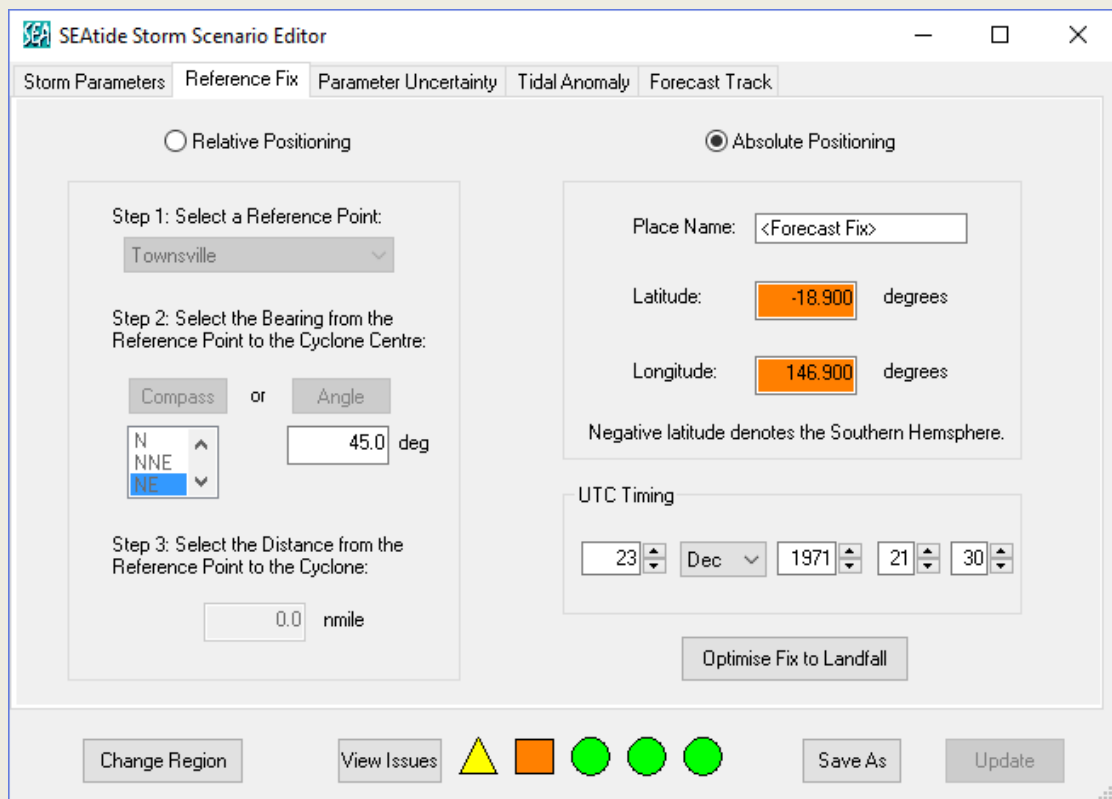 SEA SEAtide Storm Scenario Editor
Storm Parameters Reference Fix Parameter Uncertainty Tidal Anomaly Forecast Track
Relative Positioning
Step 1: Select a Reference Point:
Townsville
Step 2: Select the Bearing from the
Reference Point to the Cyclone Centre:
Compass or Angle
N
NNE
NE
45.0 deg
Step 3: Select the Distance from the
Reference Point to the Cyclone:
0.0 nmile
Absolute Positioning
Place Name: <Forecast Fix>
Latitude: -18.900 degrees
Longitude: 146.900 degrees
Negative latitude denotes the Southern Hemsphere.
UTC Timing
23 Dec 1971 21 30
Optimise Fix to Landfall
Change Region View Issues Save As Update